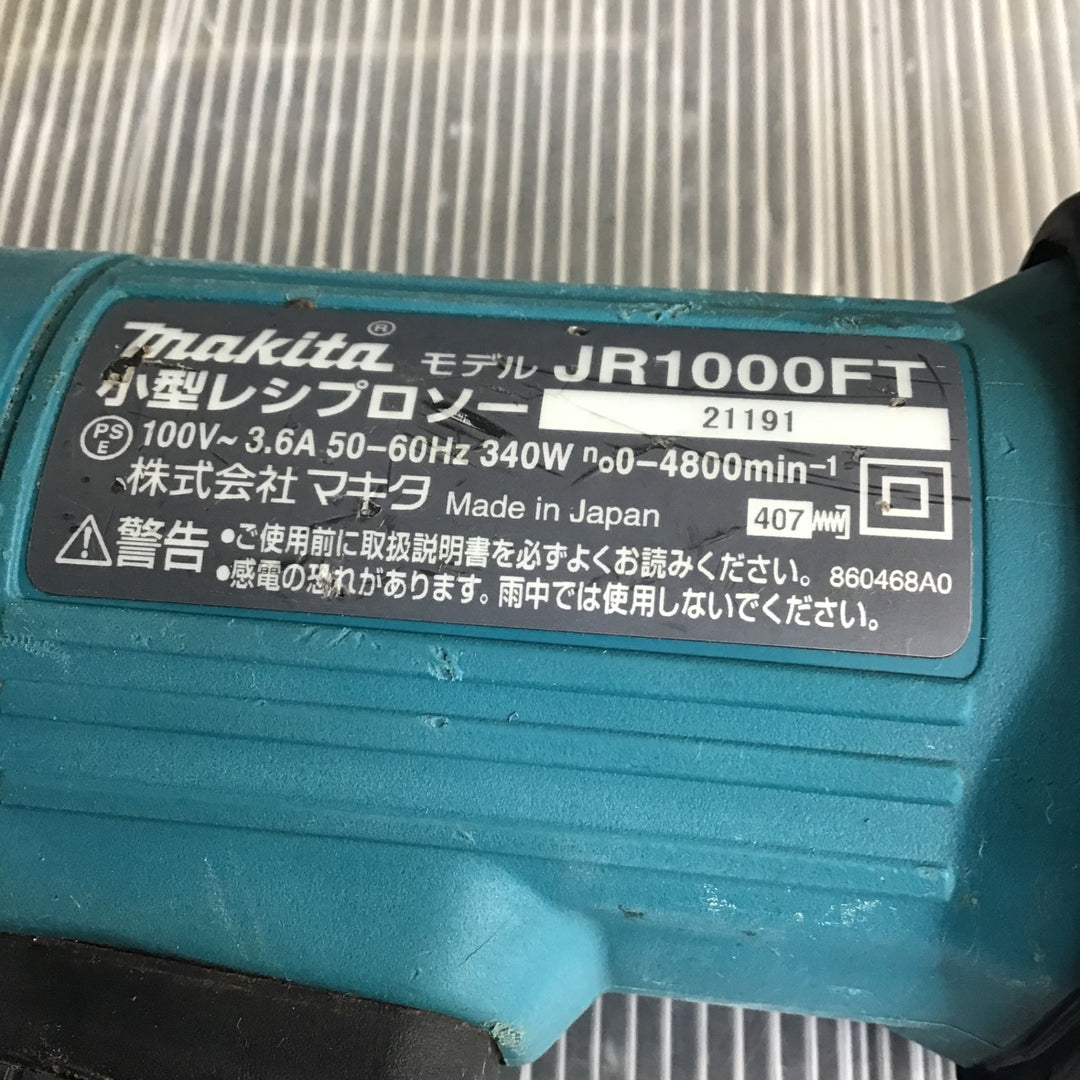 makita® モデル JR1000FT
小型レシプロソー 21191
PSE 100V~ 3.6A 50-60Hz 340W n₀0-4800min⁻¹
株式会社 マキタ Made in Japan 407
警告 •ご使用前に取扱説明書を必ずよくお読みください。 860468A0
•感電の恐れがあります。雨中では使用しないでください。